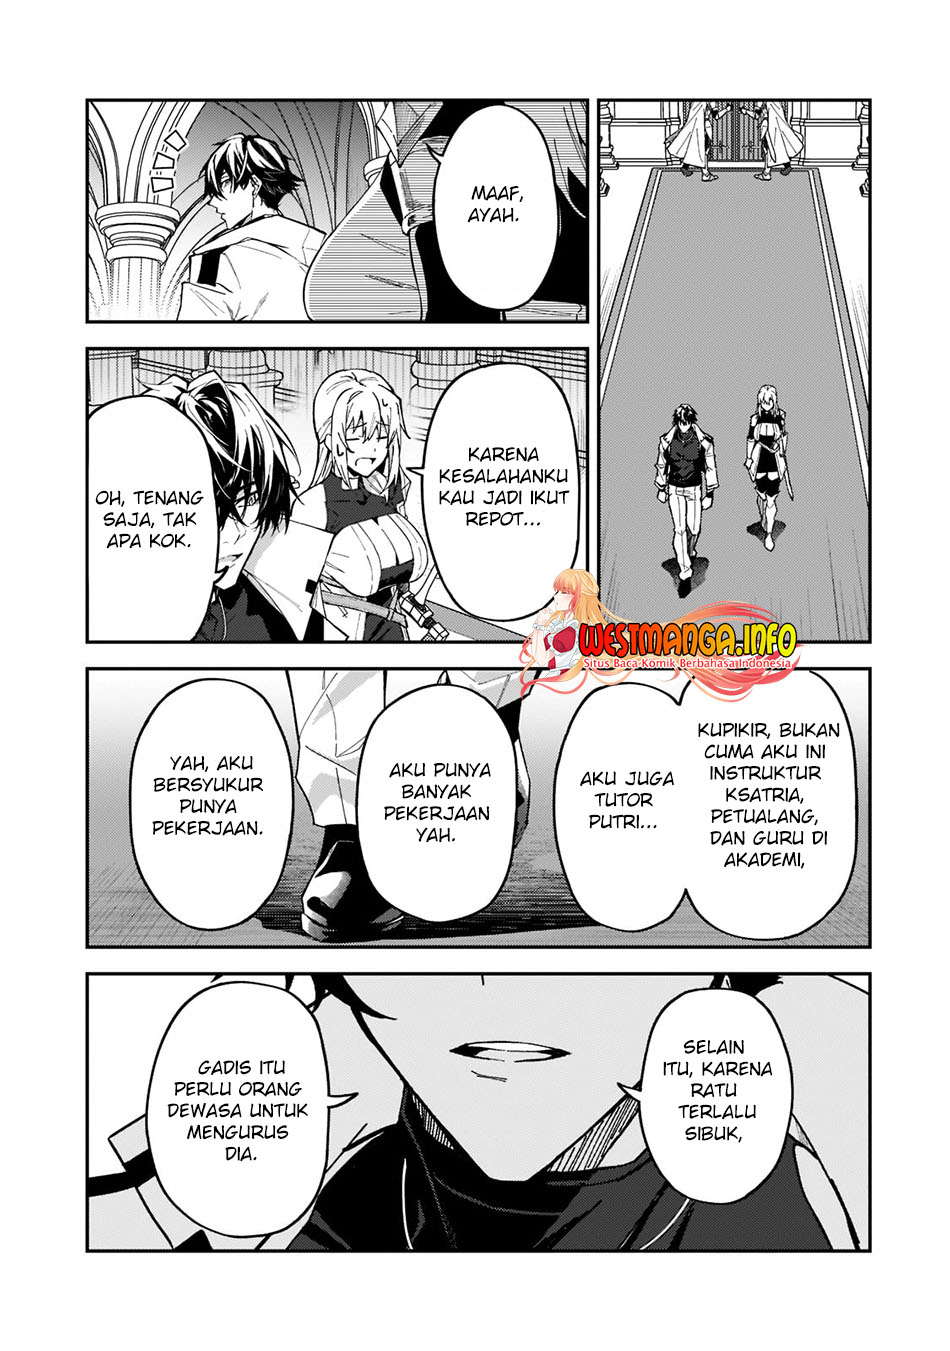 MAAF,
AYAH.
KARENA
KESALAHANKU
KAU JADI IKUT
REPOT...
OH, TENANG
SAJA, TAK
APA KOK.
WESTMANGA.INFO
Situs Baca Komik Berbahasa Indonesia
KUPIKIR, BUKAN
CUMA AKU INI
INSTRUKTUR
KSATRIA,
PETUALANG,
DAN GURU DI
AKADEMI,
AKU JUGA
TUTOR
PUTRI...
AKU PUNYA
BANYAK
PEKERJAAN
YAH.
YAH, AKU
BERSYUKUR
PUNYA
PEKERJAAN.
SELAIN
ITU, KARENA
RATU
TERLALU
SIBUK,
GADIS ITU
PERLU ORANG
DEWASA UNTUK
MENGURUS
DIA.